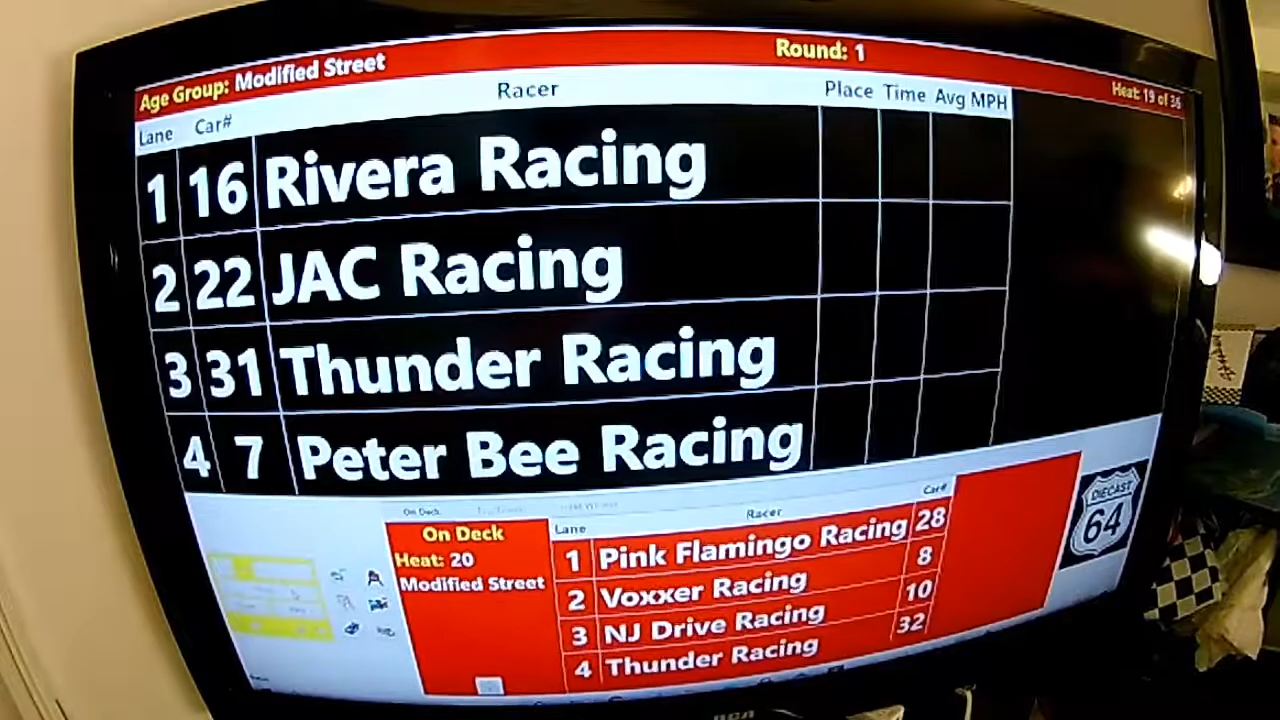 Age Group: Modified Street Round: 1 Heat: 19 of 36
Lane Car# Racer Place Time Avg MPH
1 16 Rivera Racing
2 22 JAC Racing
3 31 Thunder Racing
4 7 Peter Bee Racing
On Deck
Lane Racer Car#
On Deck
Heat: 20
Modified Street
1 Pink Flamingo Racing 28
2 Voxxer Racing 8
3 NJ Drive Racing 10
4 Thunder Racing 32
DIECAST
64
RCA